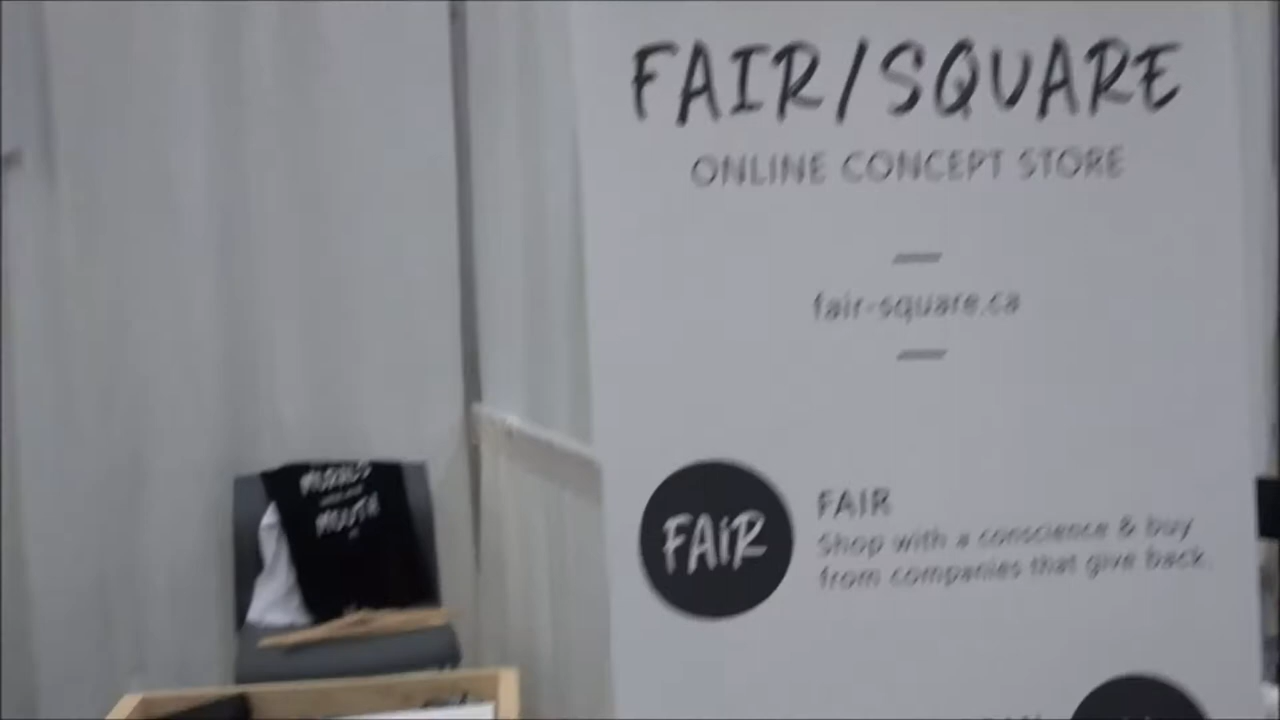 FAIR/SQUARE
ONLINE CONCEPT STORE
fair-square.ca
FAIR
FAIR
Shop with a conscience & buy
from companies that give back.
MOUTH